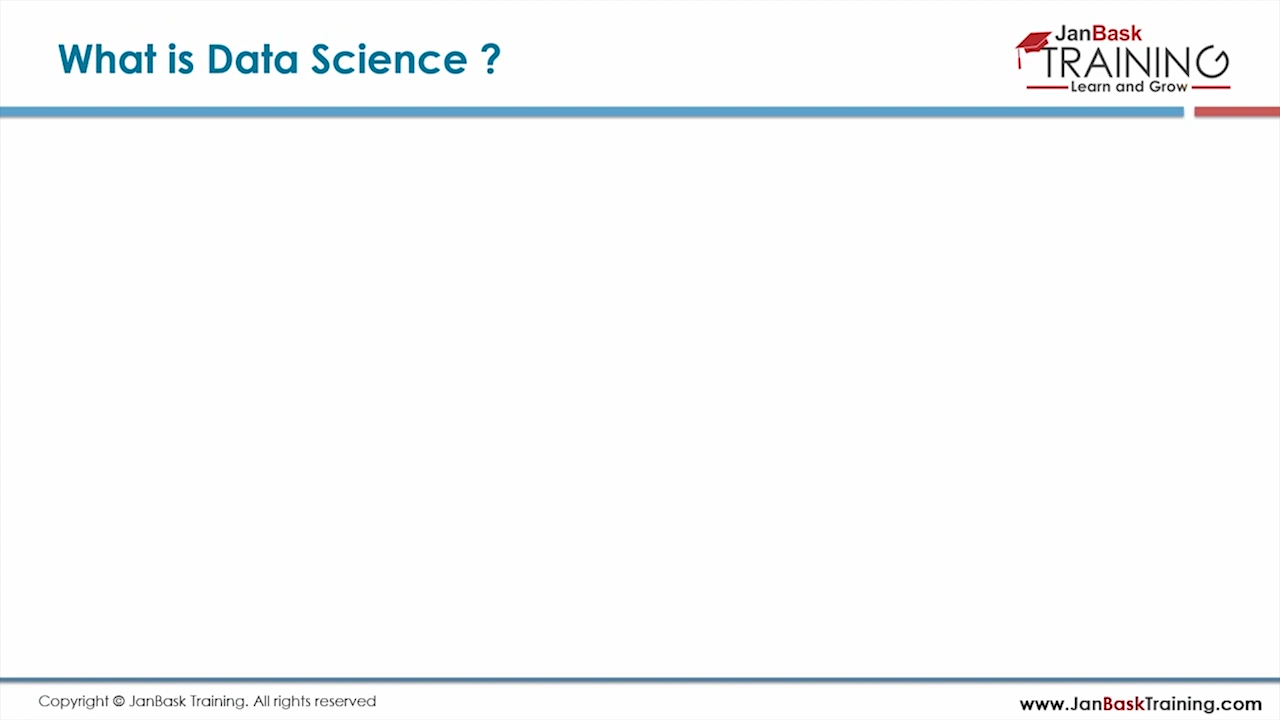 What is Data Science ?
JanBask
TRAINING
Learn and Grow
Copyright © JanBask Training. All rights reserved
www.JanBaskTraining.com